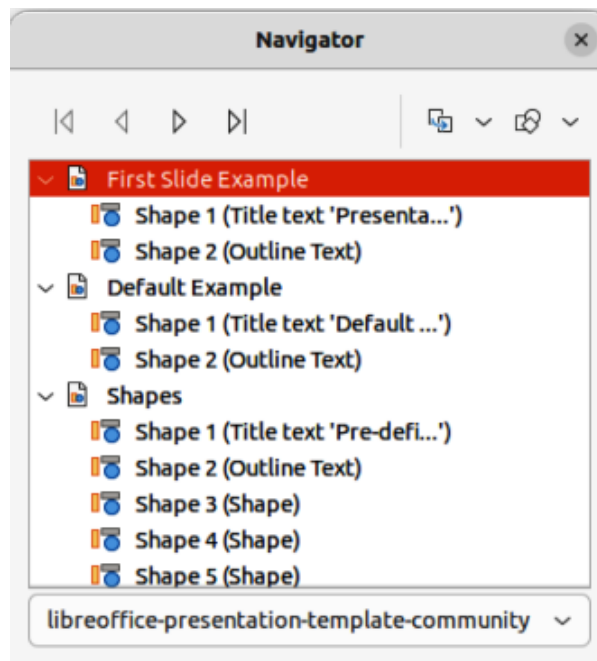 Navigator
First Slide Example
Shape 1 (Title text 'Presenta...')
Shape 2 (Outline Text)
Default Example
Shape 1 (Title text 'Default ...')
Shape 2 (Outline Text)
Shapes
Shape 1 (Title text 'Pre-defi...')
Shape 2 (Outline Text)
Shape 3 (Shape)
Shape 4 (Shape)
Shape 5 (Shape)
libreoffice-presentation-template-community